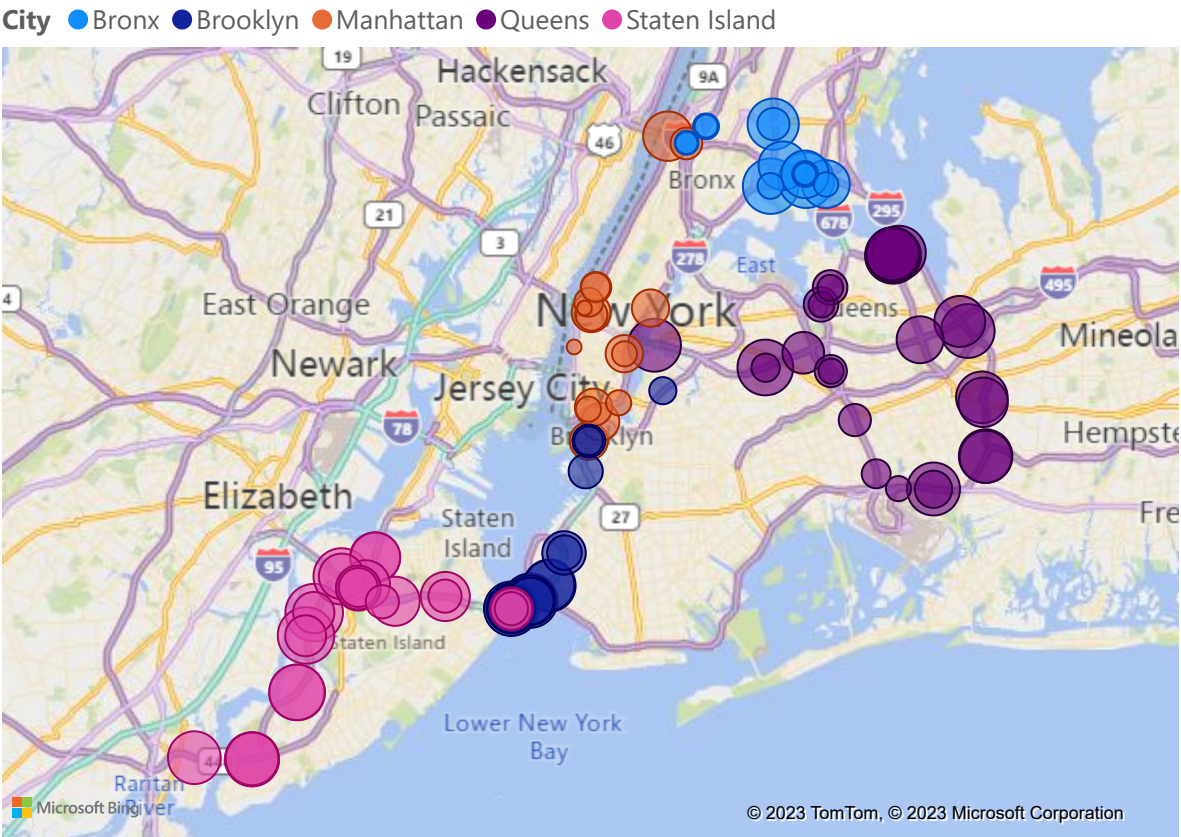 City Bronx Brooklyn Manhattan Queens Staten Island
19
Hackensack
9A
Clifton
Passaic
46
Bronx
21
295
678
3
278
East
495
4
East Orange
New York
Queens
Mineola
Newark
Jersey City
78
Brooklyn
Hempste
Elizabeth
27
Fre
Staten
Island
95
Staten Island
Lower New York
Bay
44
Raritan
River
Microsoft Bing
© 2023 TomTom, © 2023 Microsoft Corporation